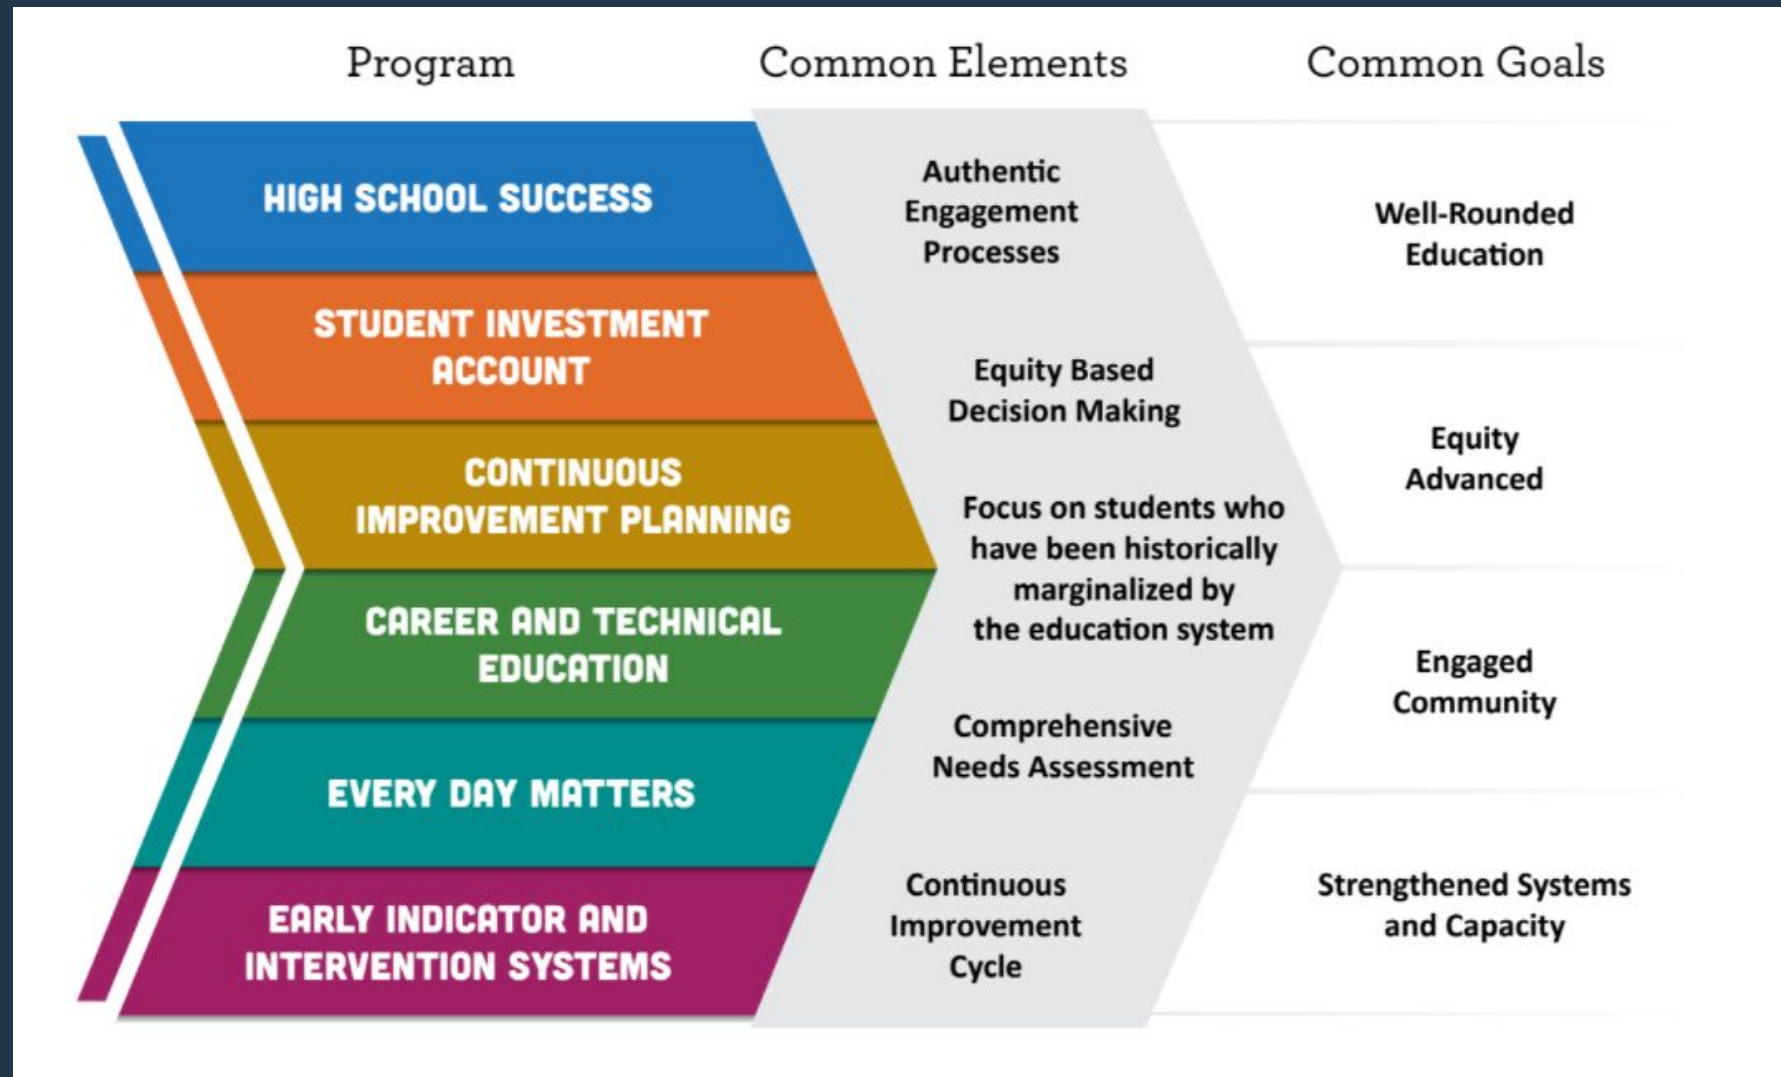 Program
Common Elements
Common Goals
HIGH SCHOOL SUCCESS
STUDENT INVESTMENT
ACCOUNT
CONTINUOUS
IMPROVEMENT PLANNING
CAREER AND TECHNICAL
EDUCATION
EVERY DAY MATTERS
EARLY INDICATOR AND
INTERVENTION SYSTEMS
Authentic
Engagement
Processes
Equity Based
Decision Making
Focus on students who
have been historically
marginalized by
the education system
Comprehensive
Needs Assessment
Continuous
Improvement
Cycle
Well-Rounded
Education
Equity
Advanced
Engaged
Community
Strengthened Systems
and Capacity